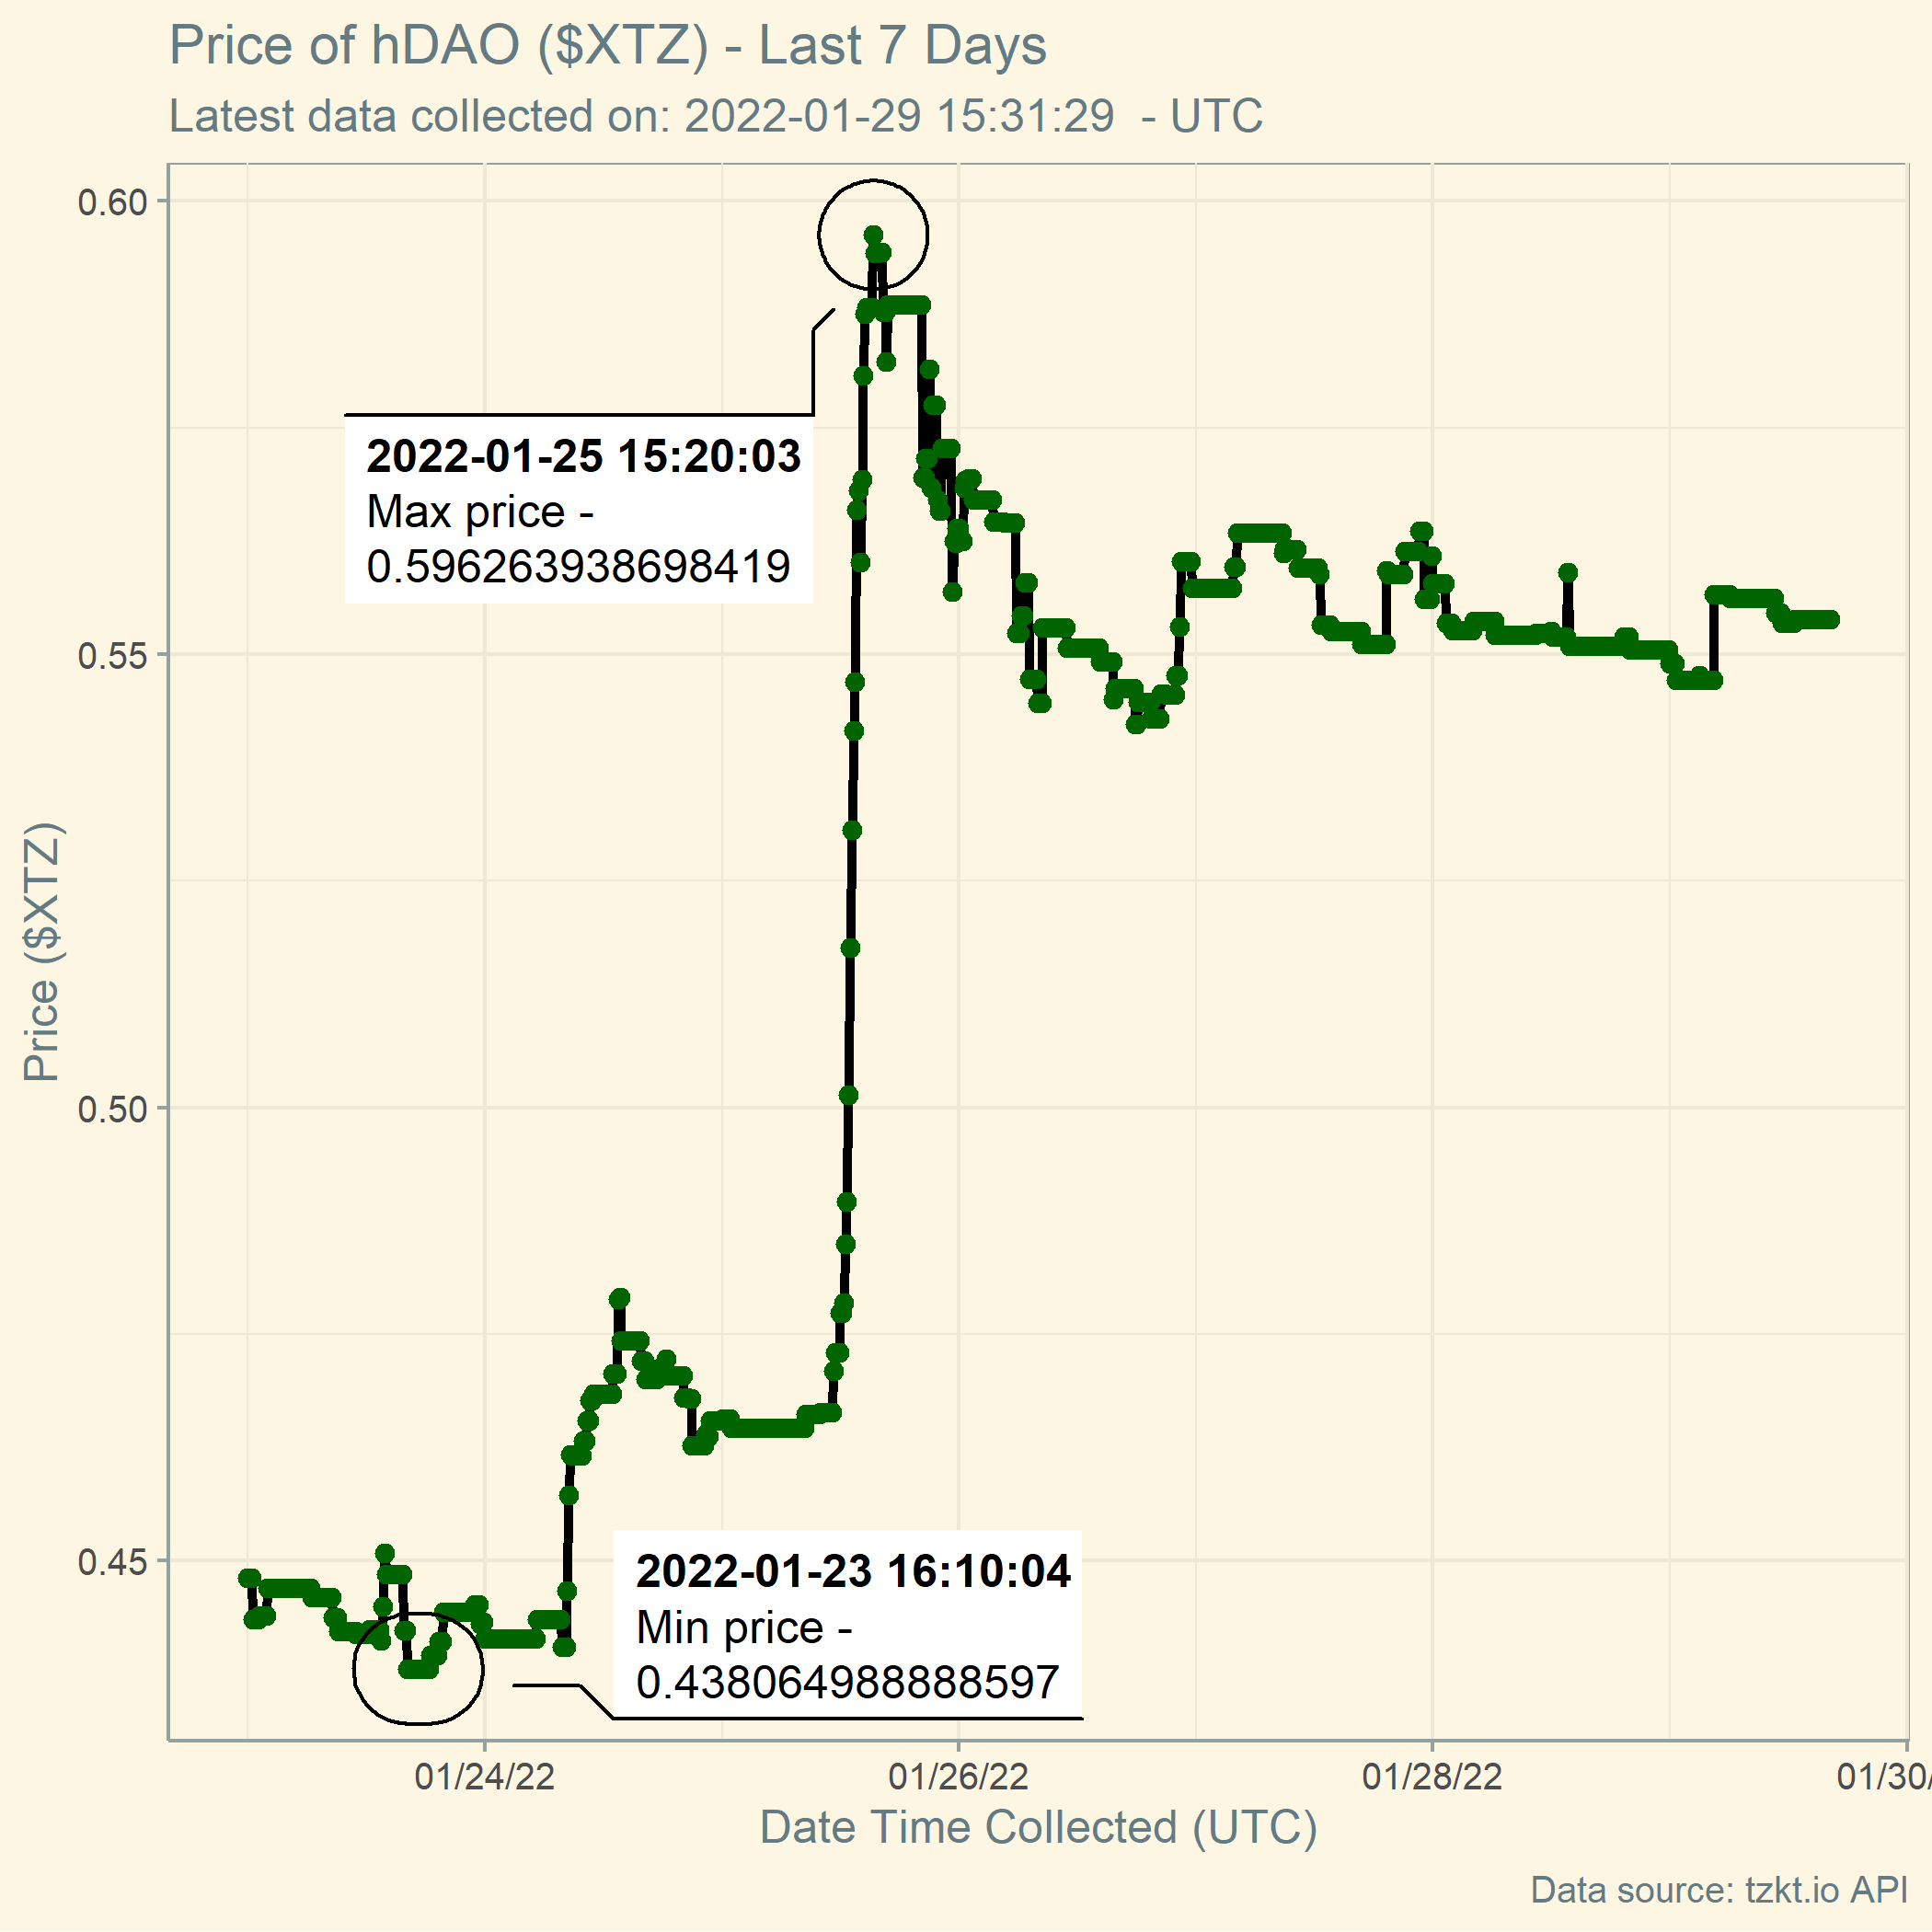 Price of hDAO ($XTZ) - Last 7 Days
Latest data collected on: 2022-01-29 15:31:29  - UTC
0.60
0.55
0.50
0.45
Price ($XTZ)
2022-01-25 15:20:03
Max price -
0.596263938698419
2022-01-23 16:10:04
Min price -
0.438064988888597
01/24/22
01/26/22
01/28/22
01/30/
Date Time Collected (UTC)
Data source: tzkt.io API